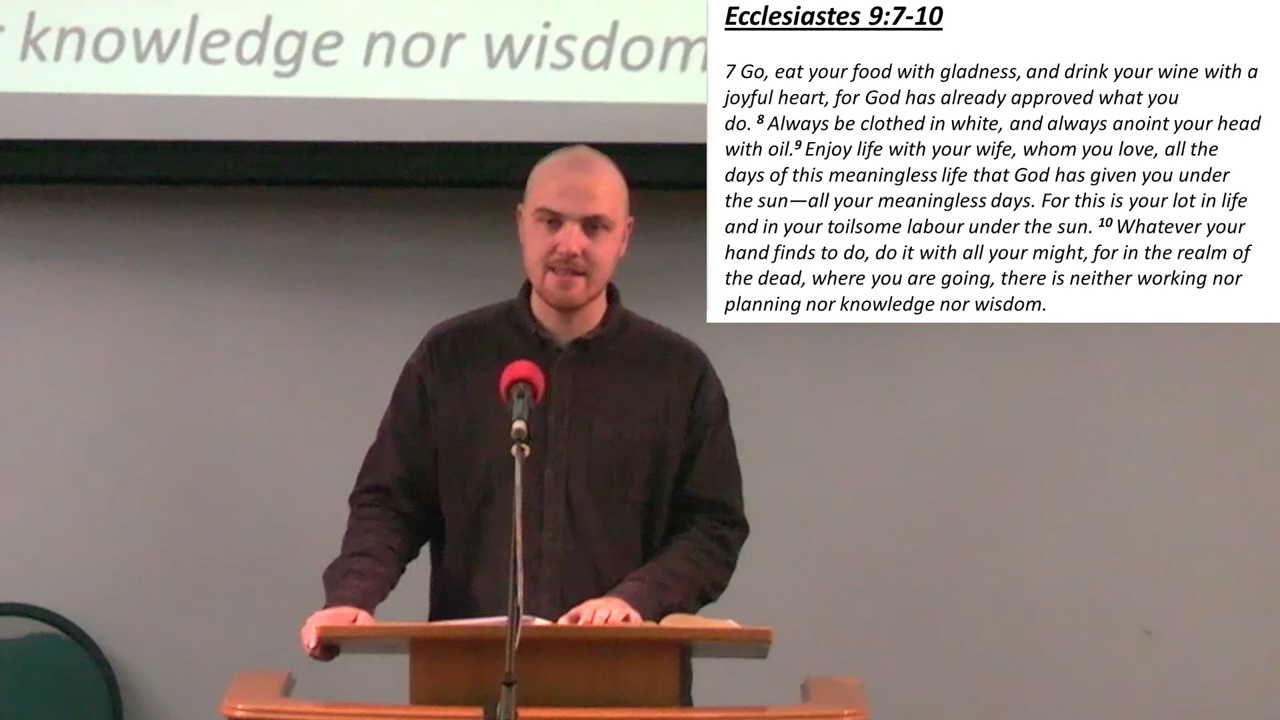 knowledge nor wisdom
Ecclesiastes 9:7-10
7 Go, eat your food with gladness, and drink your wine with a
joyful heart, for God has already approved what you
do. 8 Always be clothed in white, and always anoint your head
with oil.9 Enjoy life with your wife, whom you love, all the
days of this meaningless life that God has given you under
the sun—all your meaningless days. For this is your lot in life
and in your toilsome labour under the sun. 10 Whatever your
hand finds to do, do it with all your might, for in the realm of
the dead, where you are going, there is neither working nor
planning nor knowledge nor wisdom.